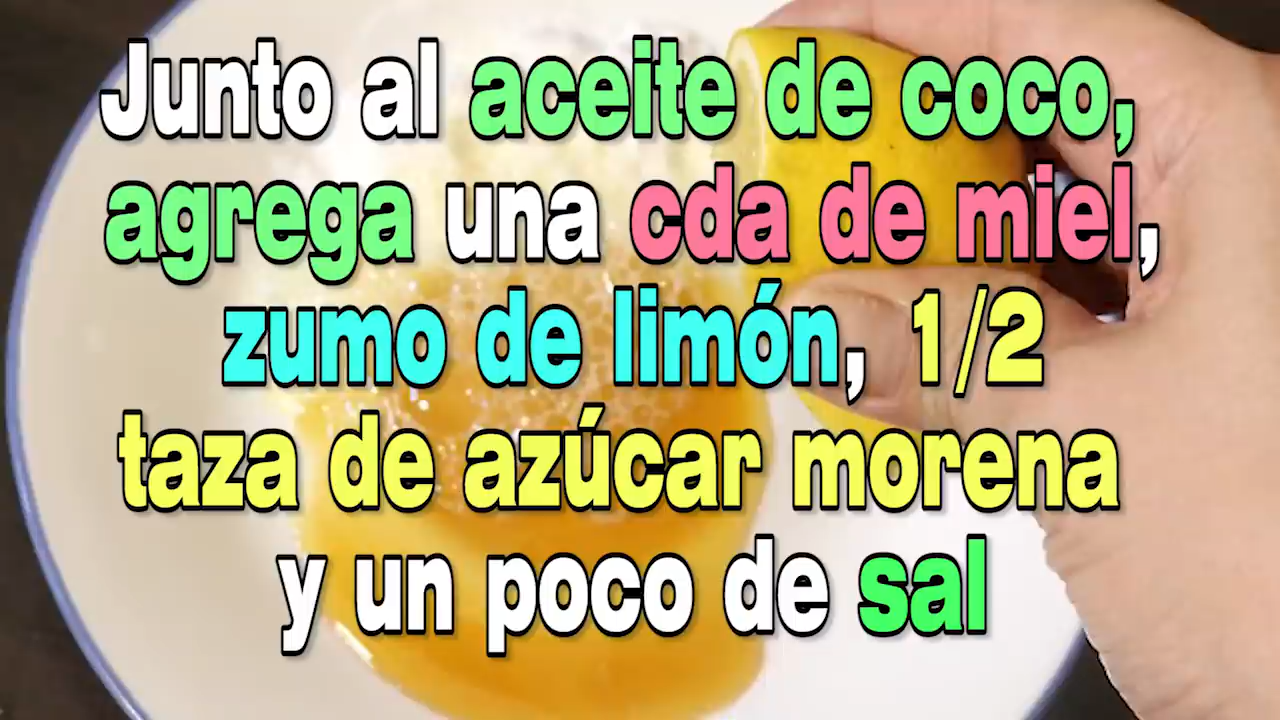 Junto al aceite de coco,
agrega una cda de miel,
zumo de limón, 1/2
taza de azúcar morena
y un poco de sal